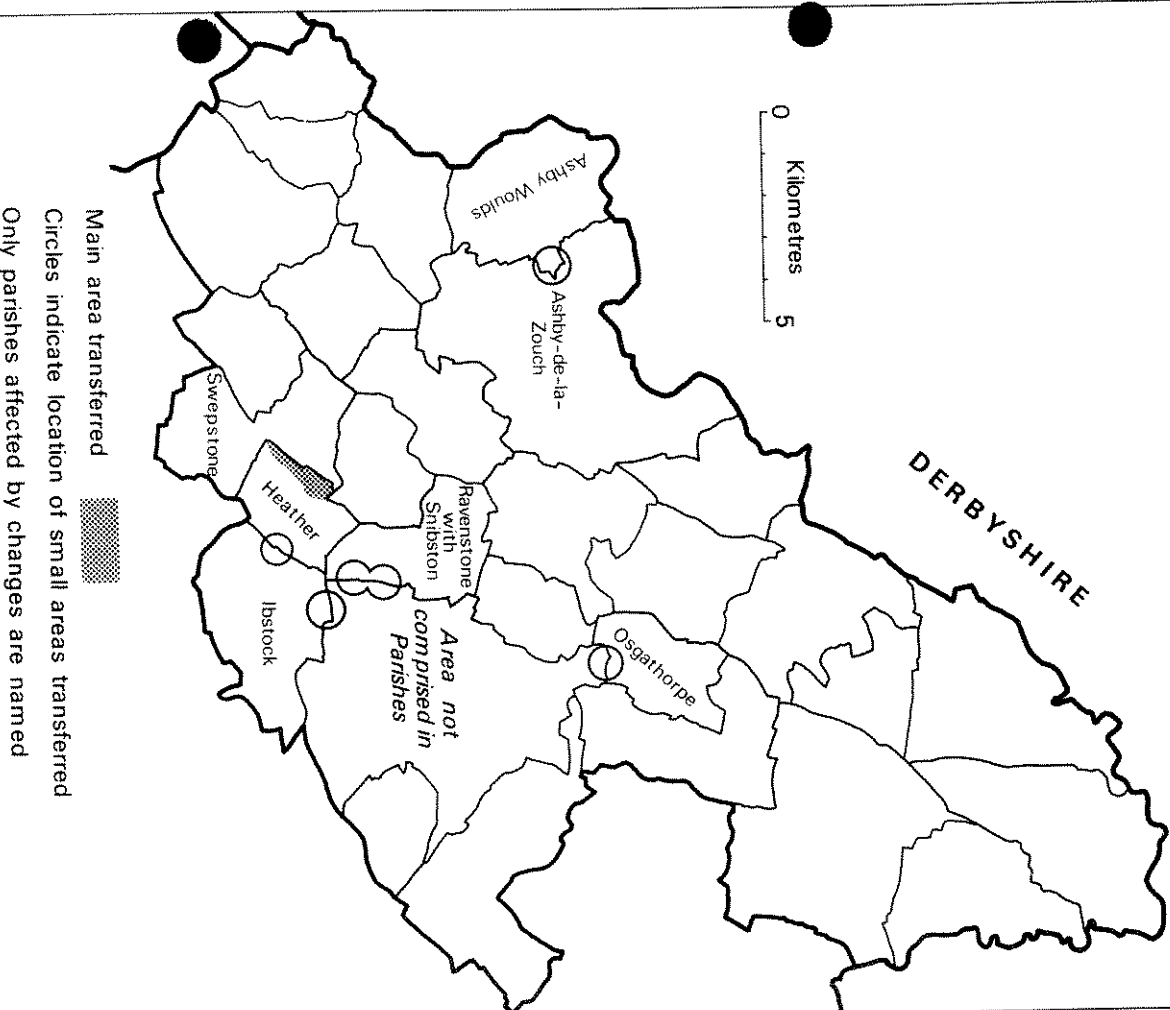 DERBYSHIRE
0
5
Kilometres
Ashby Woulds
Ashby-de-la-
Zouch
Osgathorpe
Ravenstone
with
Snibston
Area not
comprised in
Parishes
Heather
Swepstone
Ibstock
Main area transferred
Circles indicate location of small areas transferred
Only parishes affected by changes are named